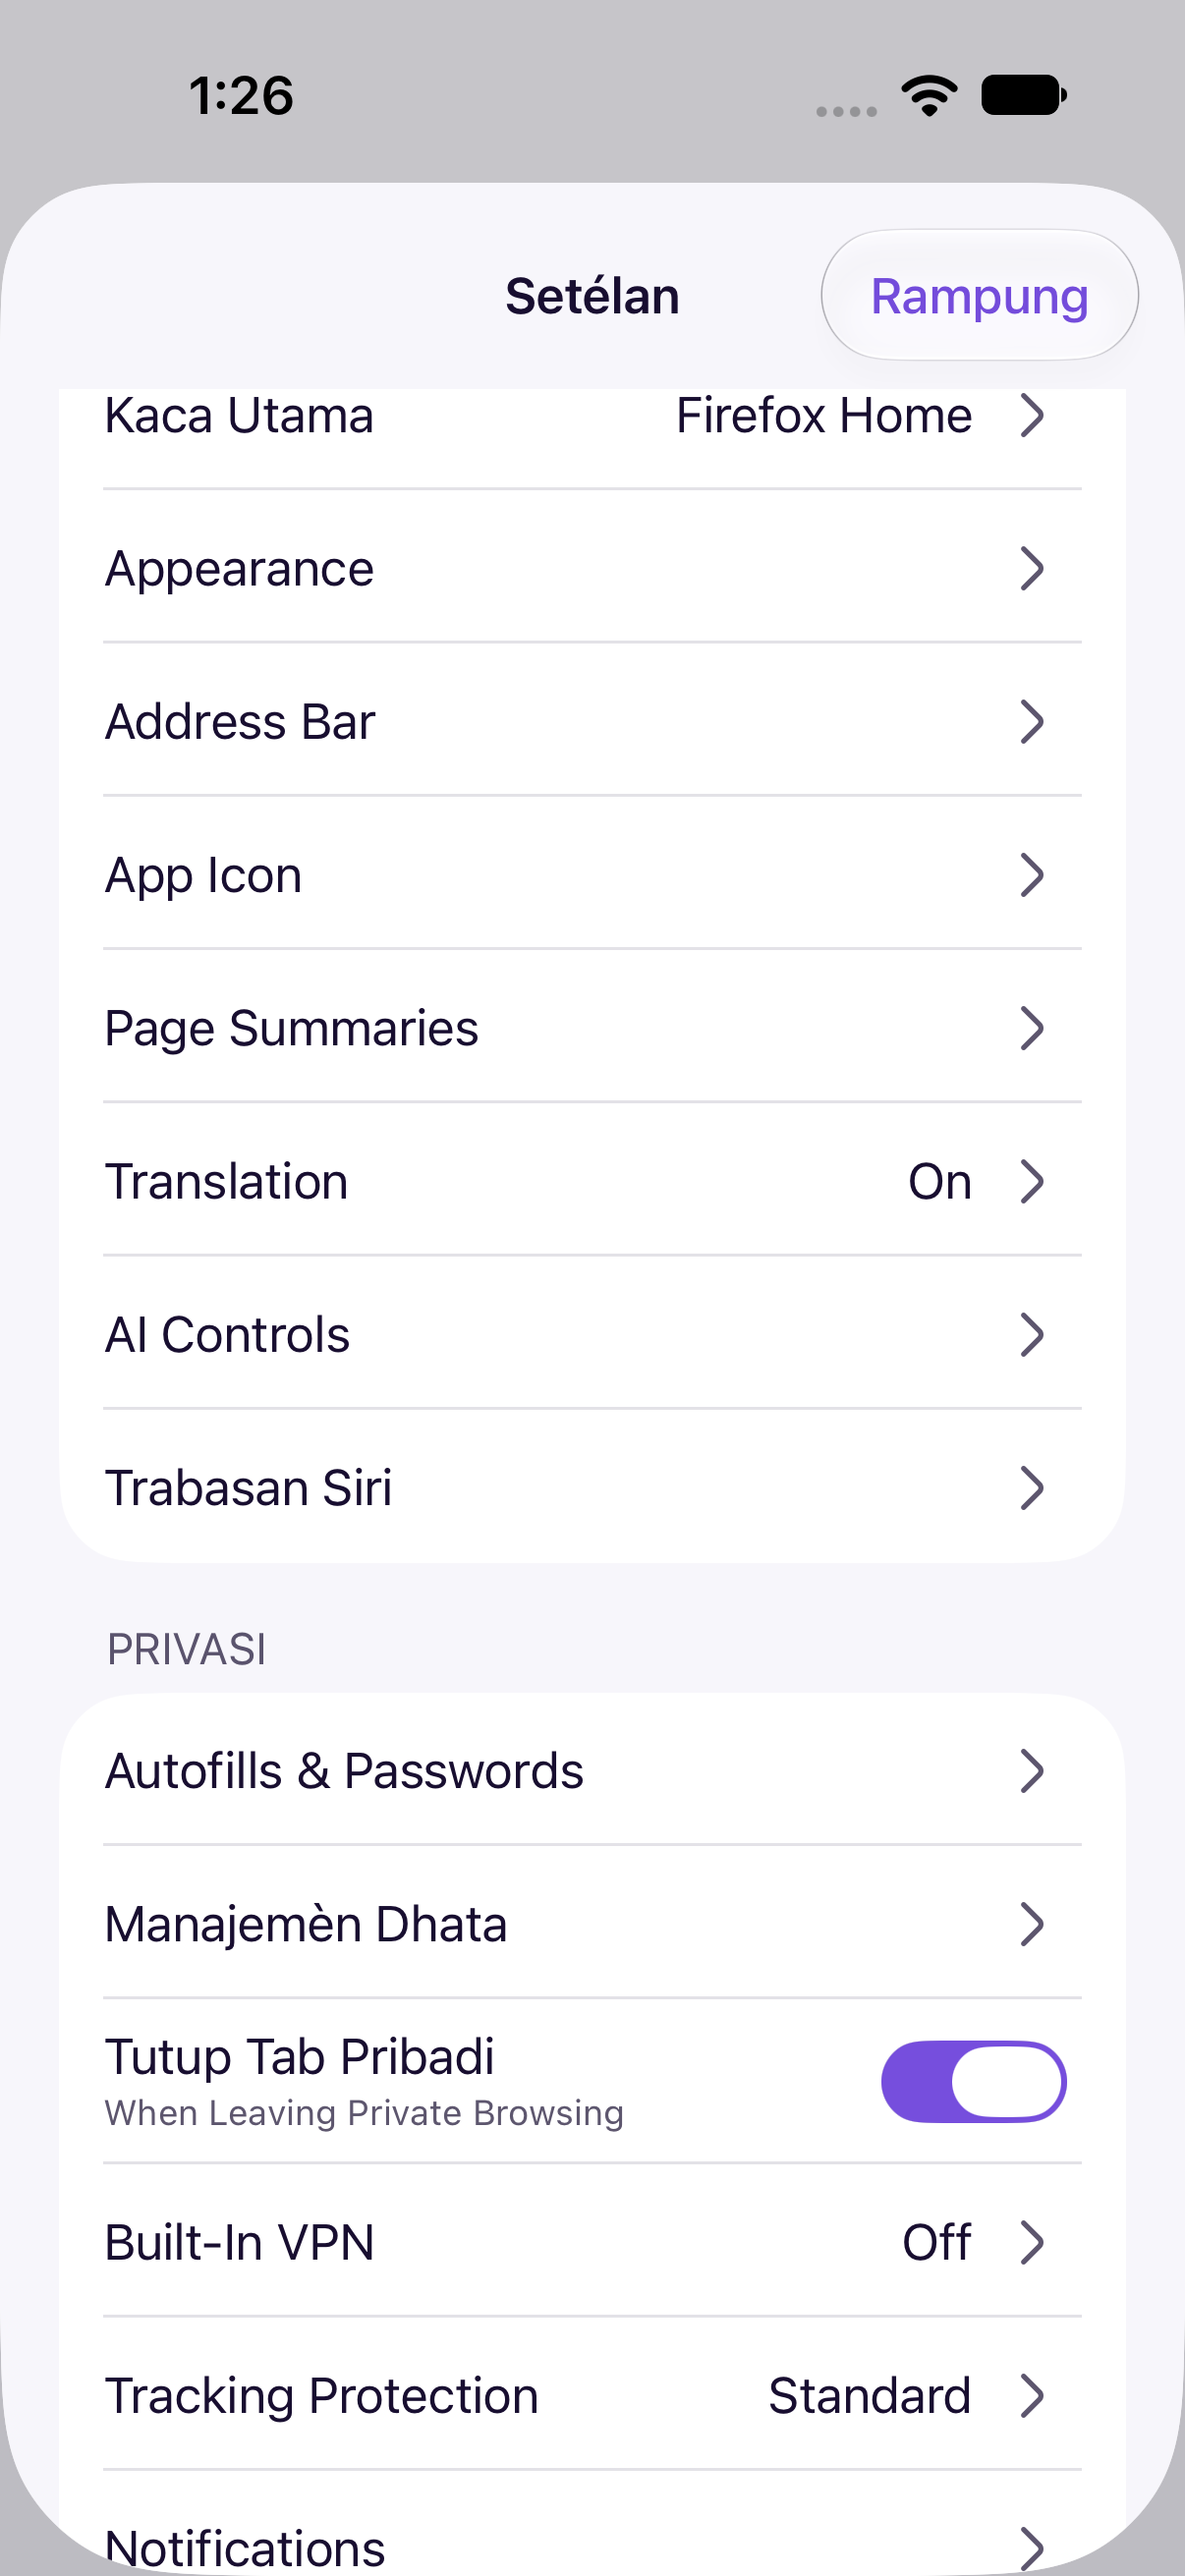 1:26
Setélan
Rampung
Kaca Utama Firefox Home
Appearance
Address Bar
App Icon
Page Summaries
Translation On
AI Controls
Trabasan Siri
PRIVASI
Autofills & Passwords
Manajemèn Dhata
Tutup Tab Pribadi
When Leaving Private Browsing
Built-In VPN Off
Tracking Protection Standard
Notifications